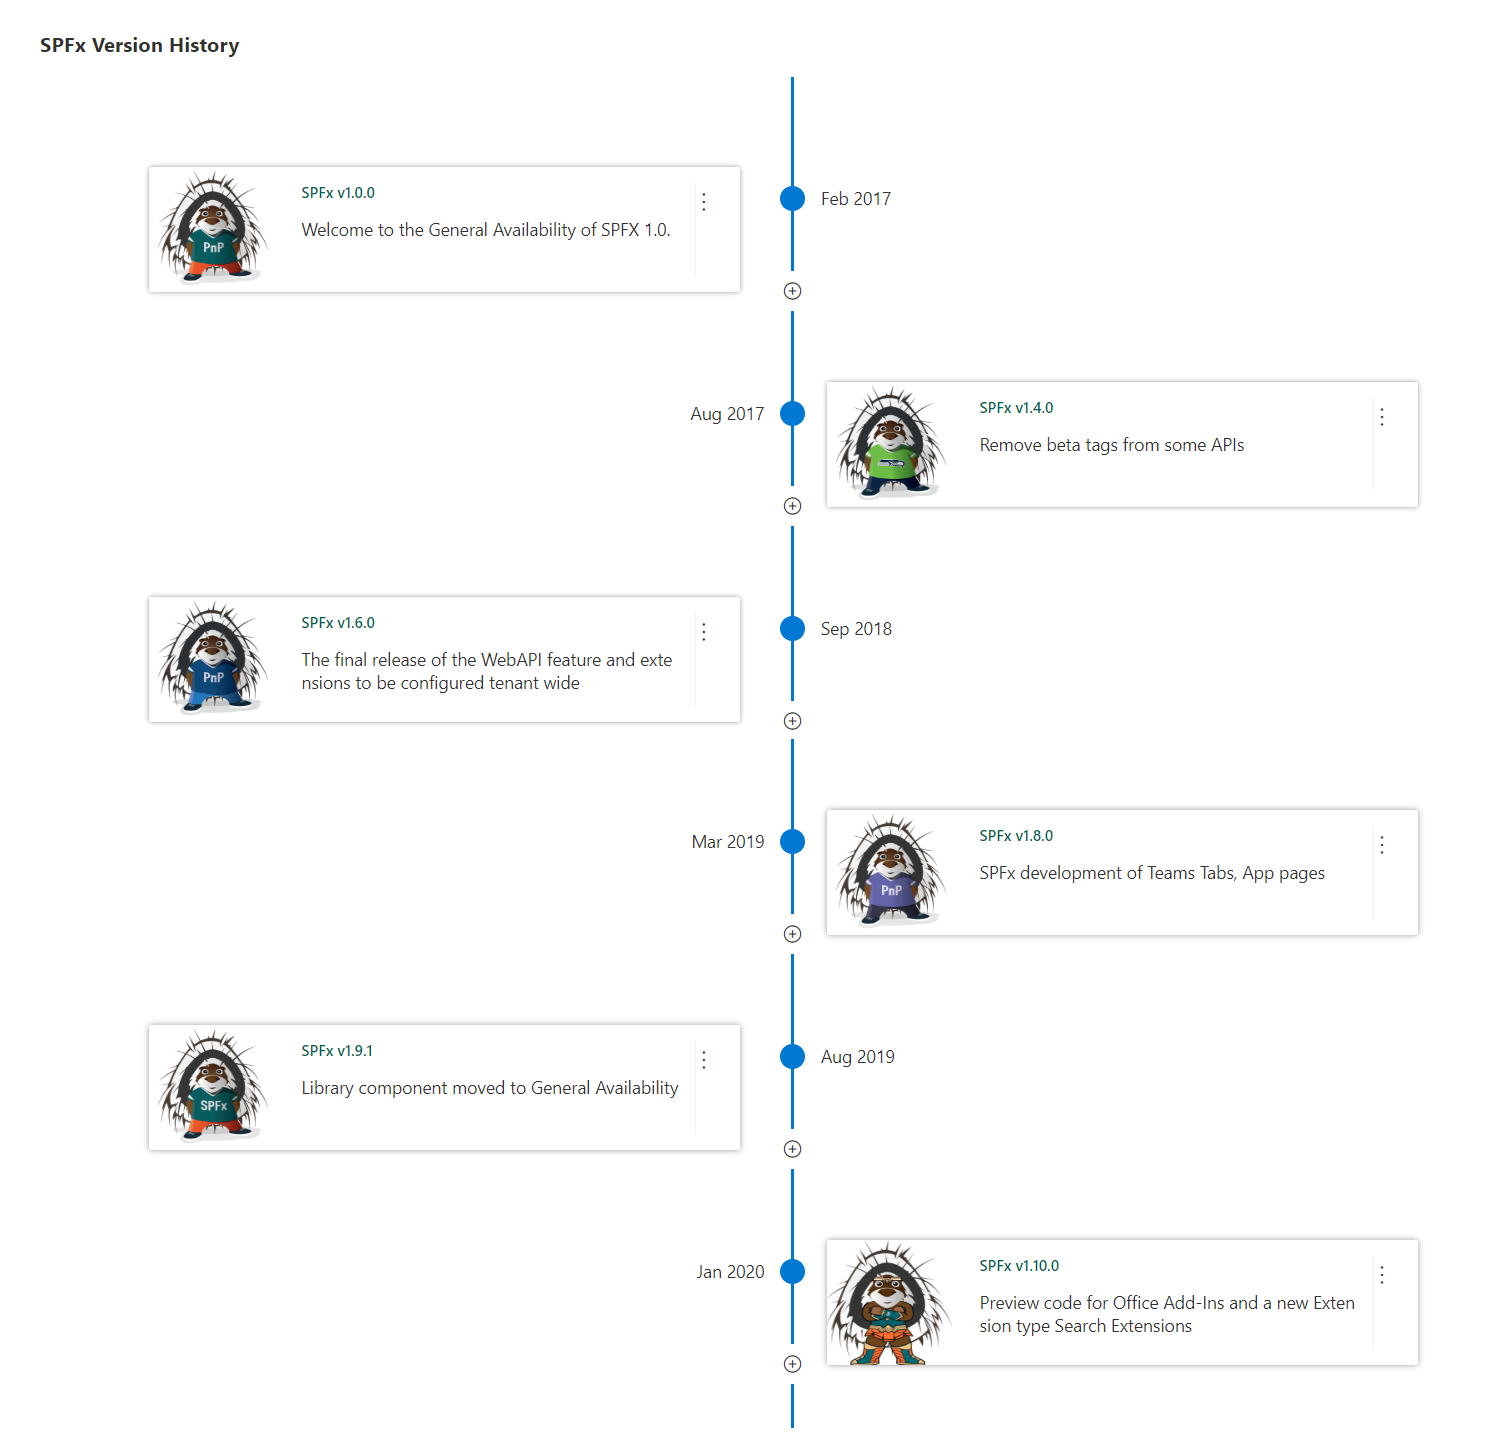 SPFx Version History
SPFx v1.0.0
Welcome to the General Availability of SPFX 1.0.
PnP
Feb 2017
Aug 2017
SPFx v1.4.0
Remove beta tags from some APIs
SPFx v1.6.0
The final release of the WebAPI feature and exte
nsions to be configured tenant wide
PnP
Sep 2018
Mar 2019
SPFx v1.8.0
SPFx development of Teams Tabs, App pages
PnP
SPFx v1.9.1
Library component moved to General Availability
SPFx
Aug 2019
Jan 2020
SPFx v1.10.0
Preview code for Office Add-Ins and a new Exten
sion type Search Extensions